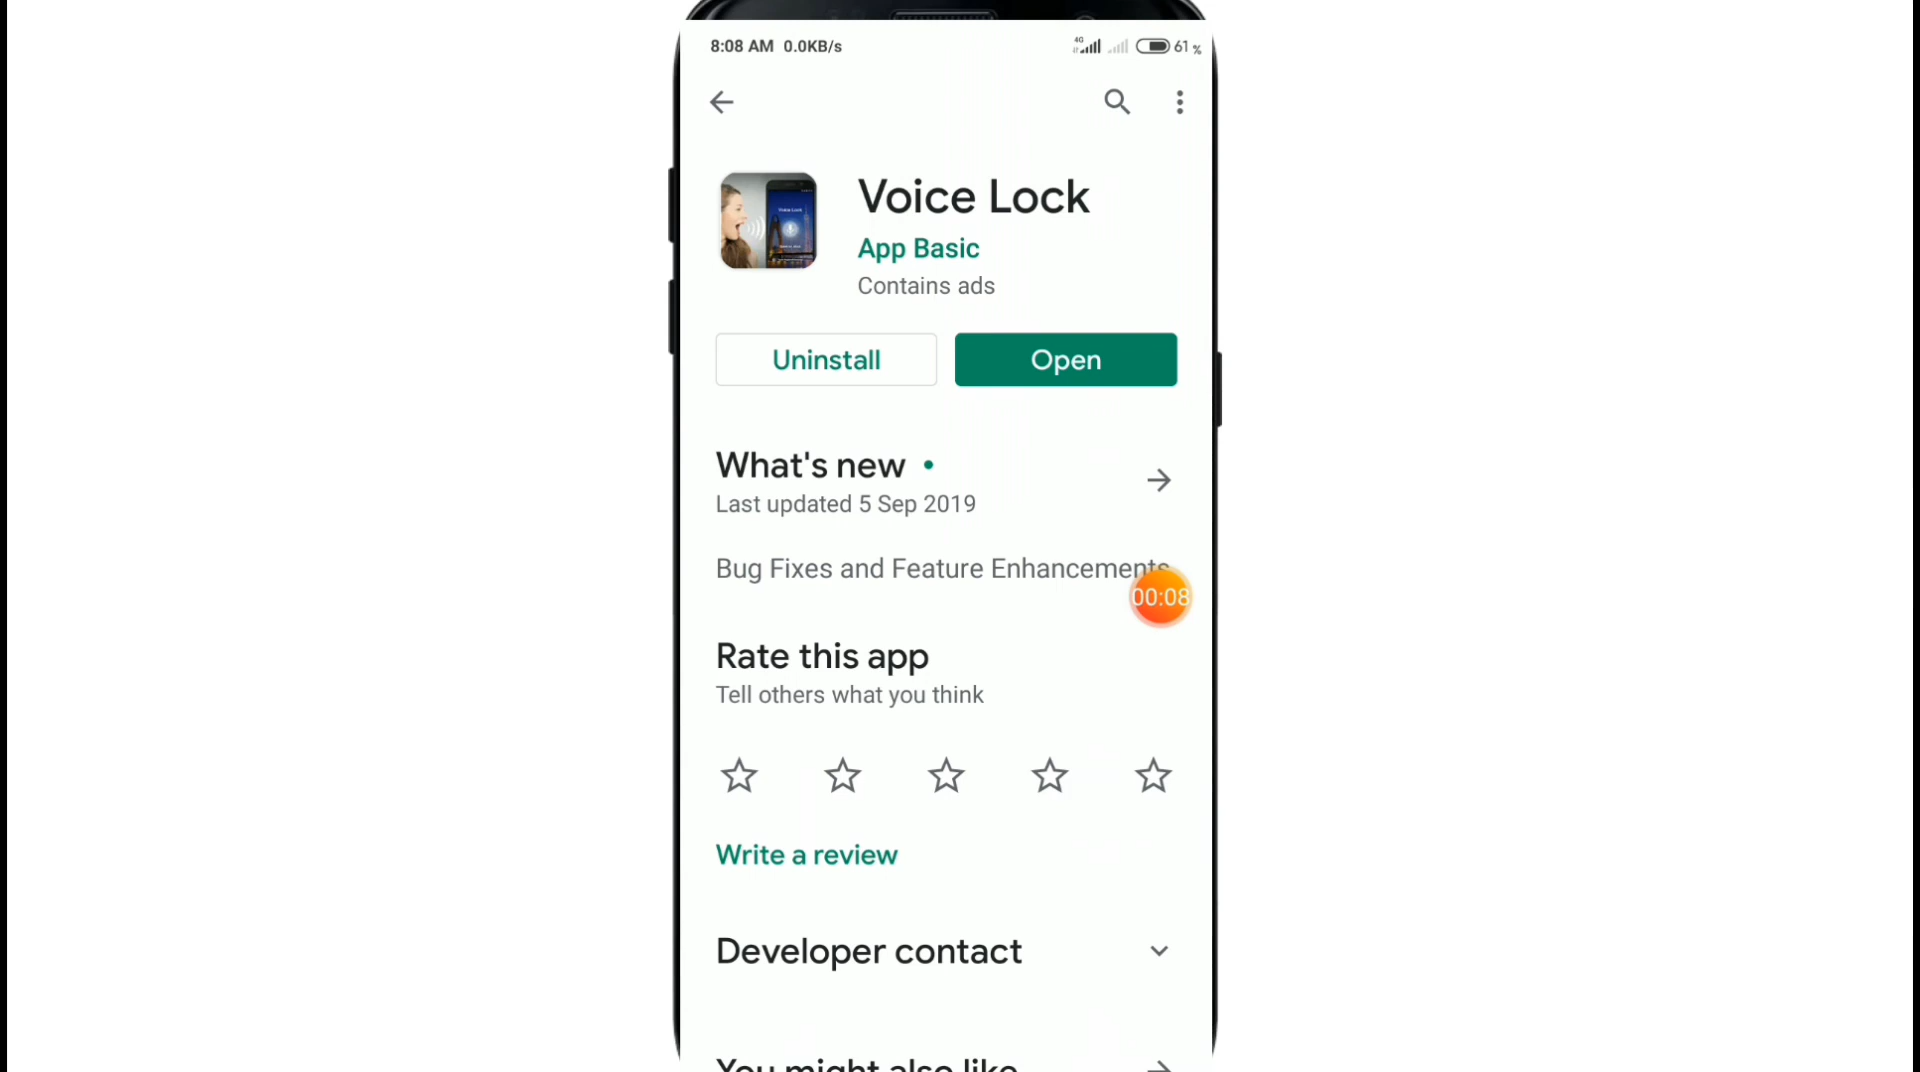 8:08 AM 0.0KB/s 4G 61 %
Voice Lock
App Basic
Contains ads
Uninstall Open
What's new •
Last updated 5 Sep 2019
Bug Fixes and Feature Enhancements
00:08
Rate this app
Tell others what you think
Write a review
Developer contact
You might also like